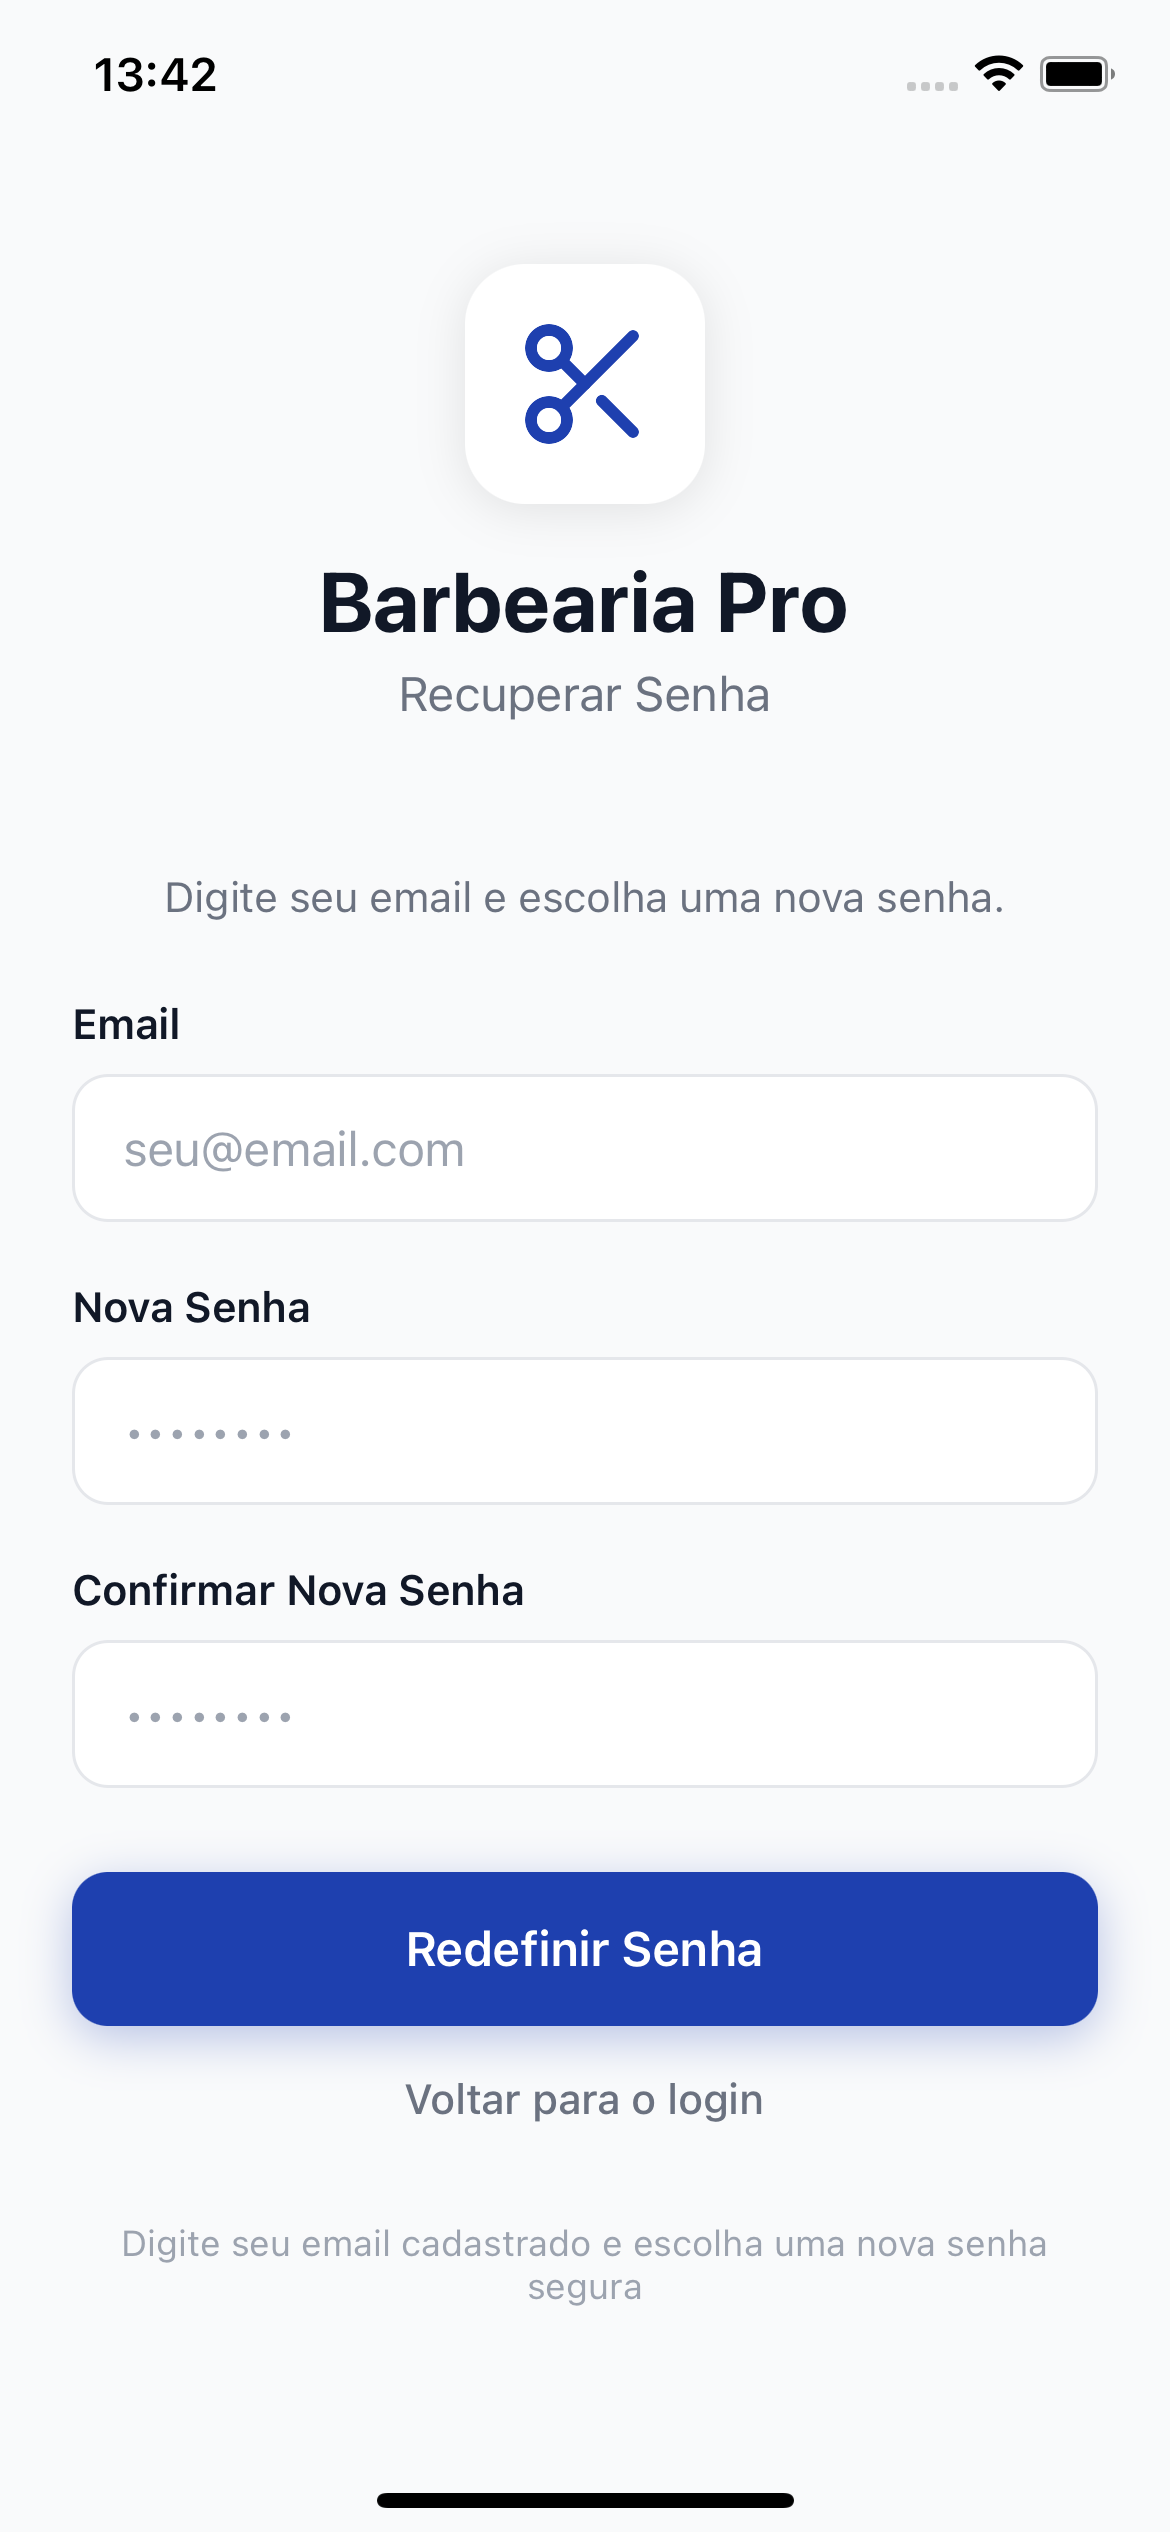 13:42
Barbearia Pro
Recuperar Senha
Digite seu email e escolha uma nova senha.
Email
seu@email.com
Nova Senha
••••••••
Confirmar Nova Senha
••••••••
Redefinir Senha
Voltar para o login
Digite seu email cadastrado e escolha uma nova senha
segura